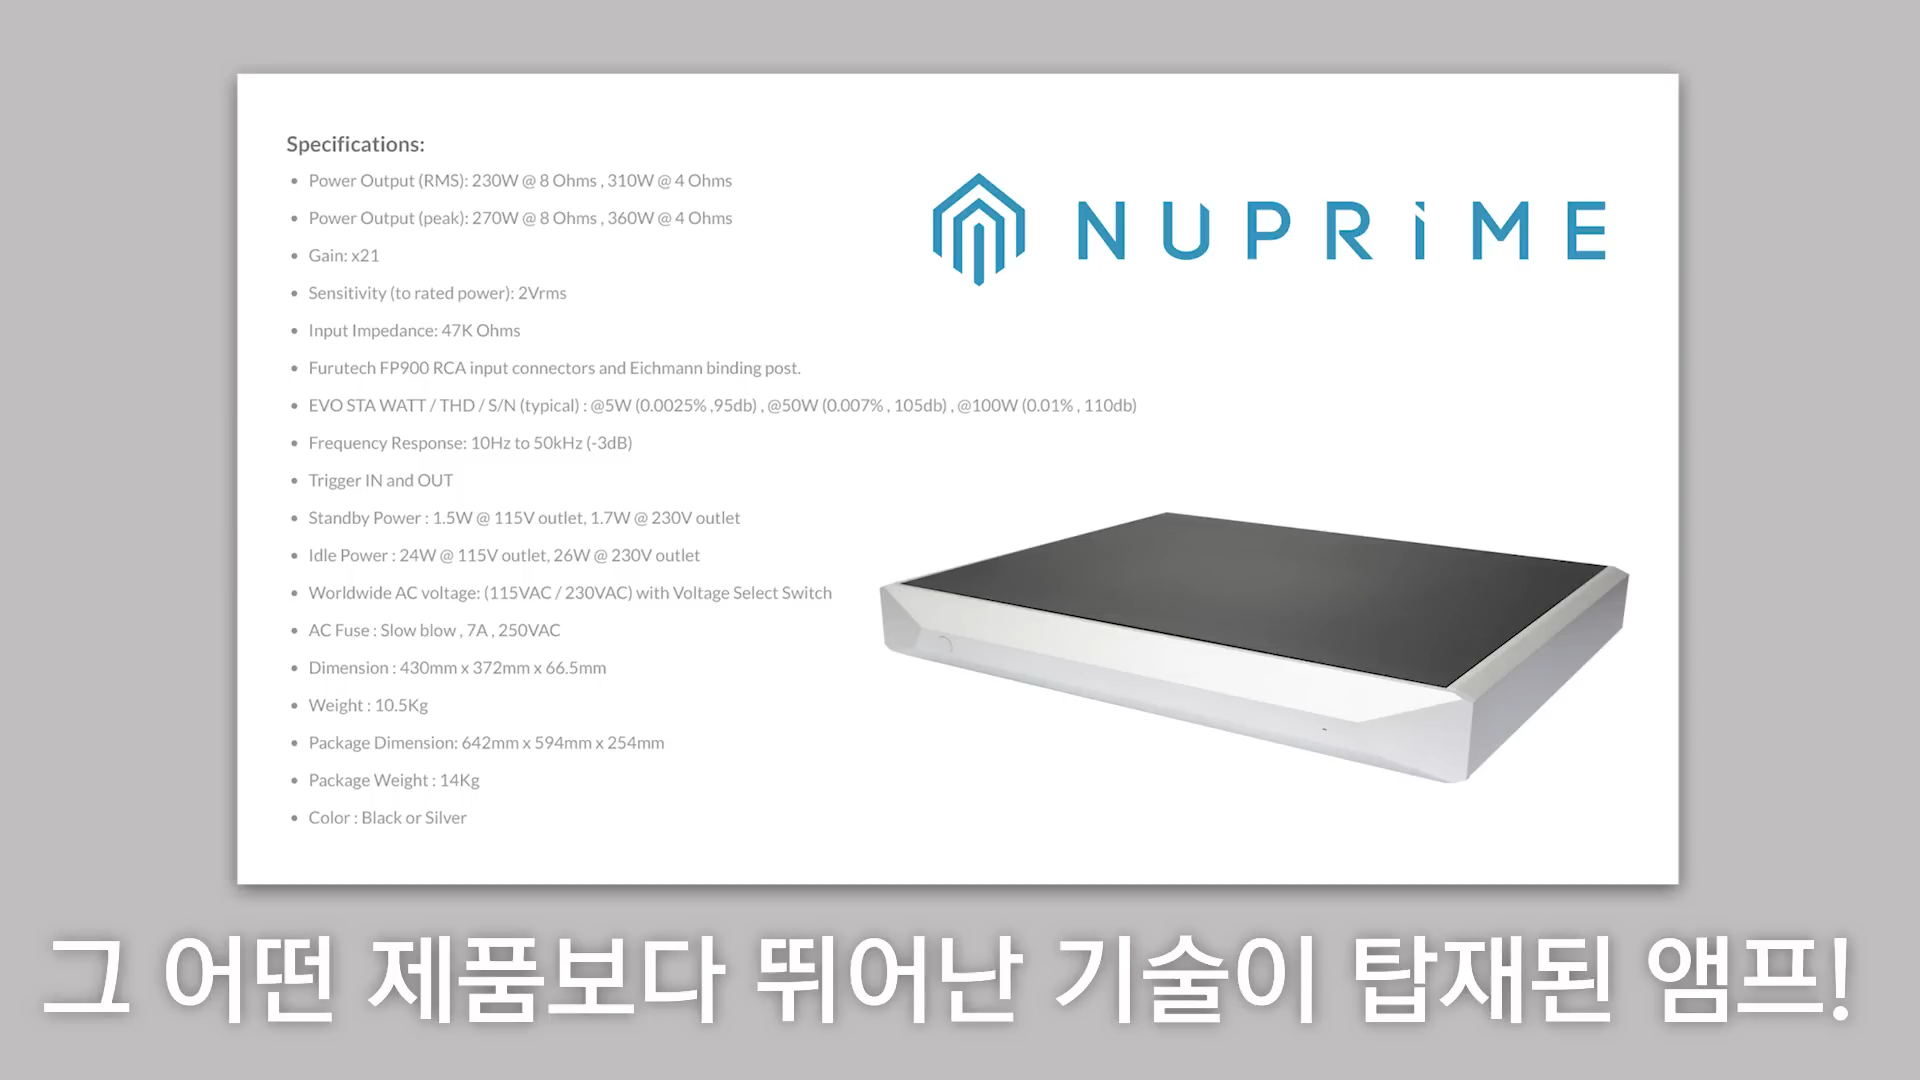 Specifications:
Power Output (RMS): 230W @ 8 Ohms , 310W @ 4 Ohms
Power Output (peak): 270W @ 8 Ohms , 360W @ 4 Ohms
Gain: x21
Sensitivity (to rated power): 2Vrms
Input Impedance: 47K Ohms
Furutech FP900 RCA input connectors and Eichmann binding post.
EVO STA WATT / THD / S/N (typical) : @5W (0.0025% ,95db) , @50W (0.007% , 105db) , @100W (0.01% , 110db)
Frequency Response: 10Hz to 50kHz (-3dB)
Trigger IN and OUT
Standby Power : 1.5W @ 115V outlet, 1.7W @ 230V outlet
Idle Power : 24W @ 115V outlet, 26W @ 230V outlet
Worldwide AC voltage: (115VAC / 230VAC) with Voltage Select Switch
AC Fuse : Slow blow , 7A , 250VAC
Dimension : 430mm x 372mm x 66.5mm
Weight : 10.5Kg
Package Dimension: 642mm x 594mm x 254mm
Package Weight : 14Kg
Color : Black or Silver
NUPRiME
그 어떤 제품보다 뛰어난 기술이 탑재된 앰프!